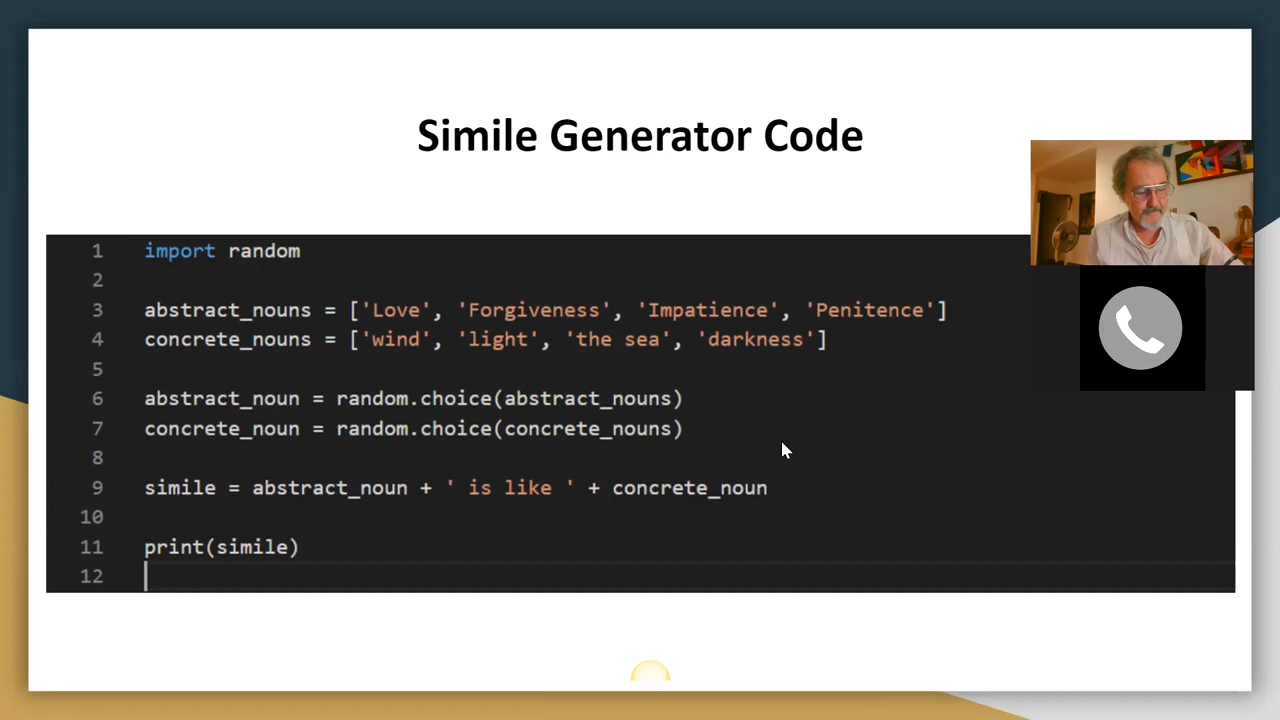 Simile Generator Code
1 import random
2
3 abstract_nouns = ['Love', 'Forgiveness', 'Impatience', 'Penitence']
4 concrete_nouns = ['wind', 'light', 'the sea', 'darkness']
5
6 abstract_noun = random.choice(abstract_nouns)
7 concrete_noun = random.choice(concrete_nouns)
8
9 simile = abstract_noun + ' is like ' + concrete_noun
10
11 print(simile)
12